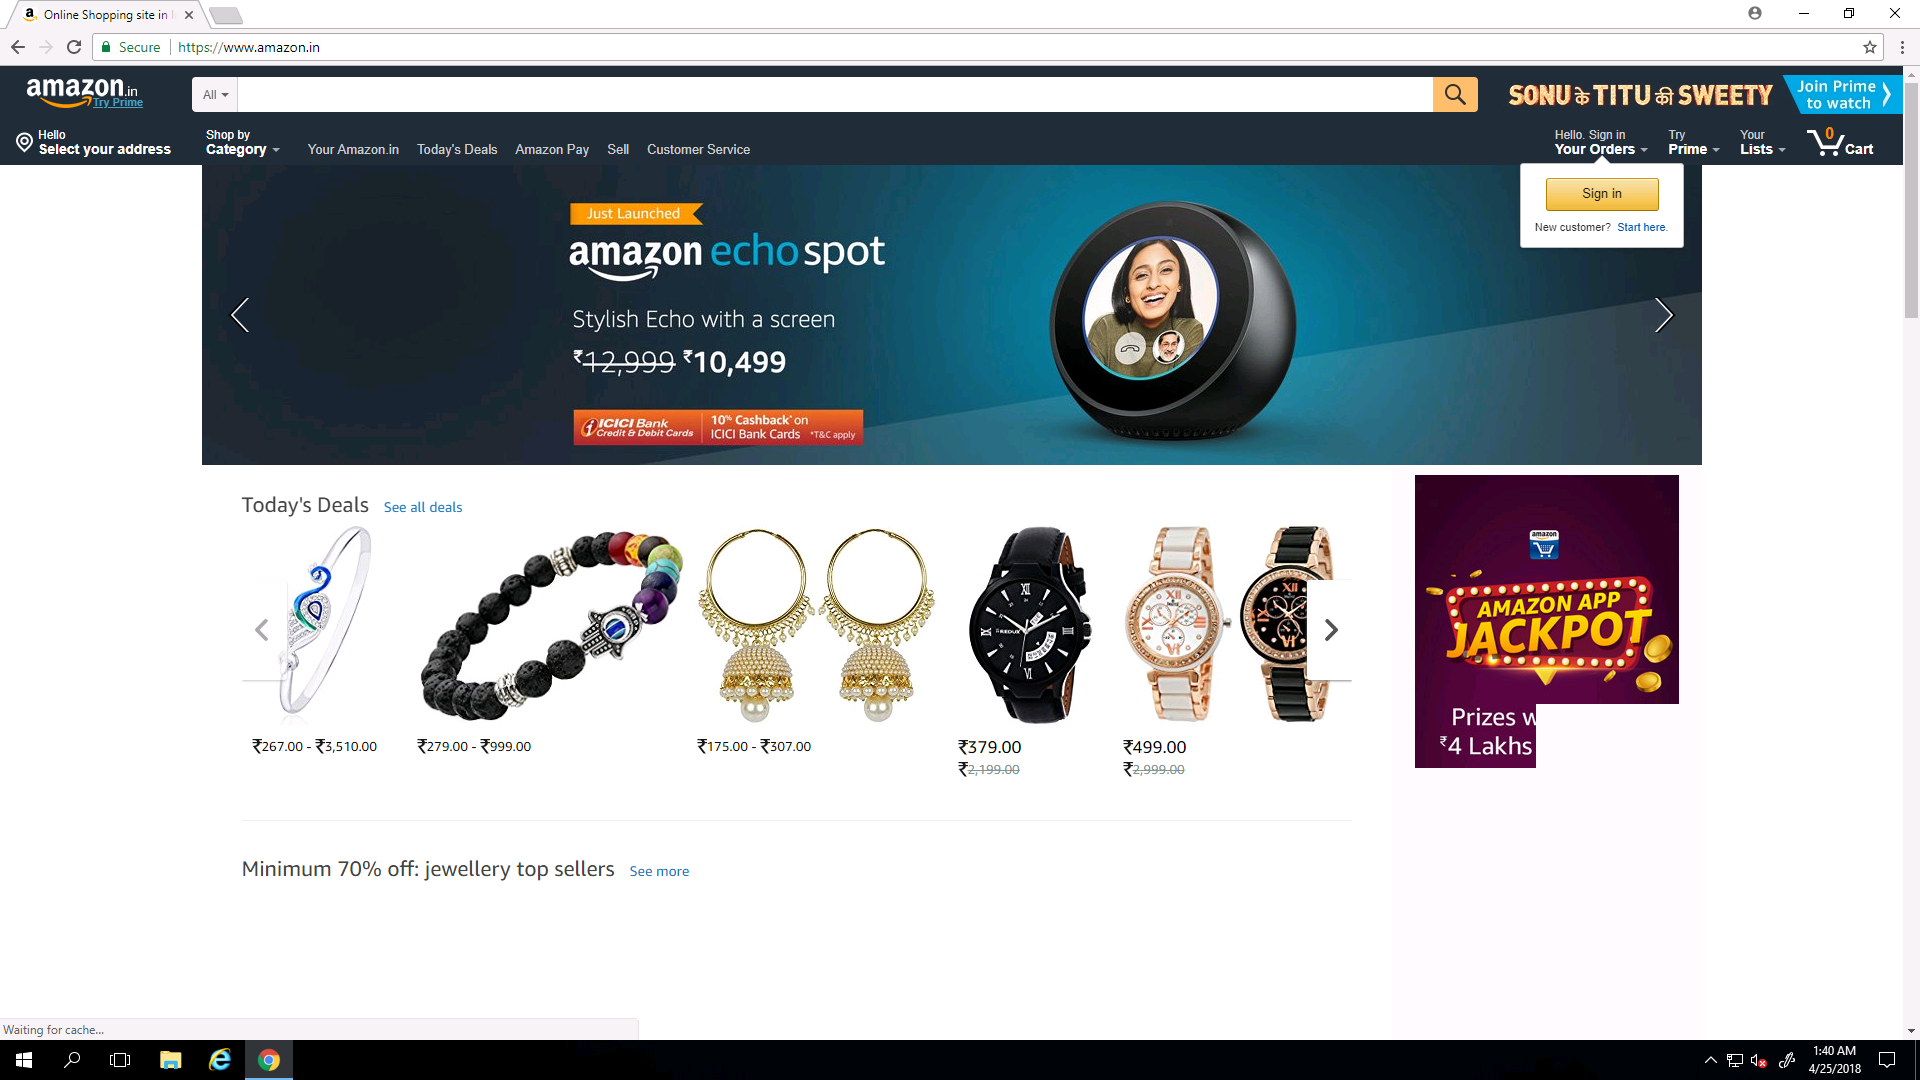 Online Shopping site in
Secure
https://www.amazon.in
amazon.in
Try Prime
All
SONU के TITU की SWEETY
Join Prime
to watch
Hello
Select your address
Shop by
Category
Your Amazon.in
Today's Deals
Amazon Pay
Sell
Customer Service
Hello. Sign in
Your Orders
Try
Prime
Your
Lists
0
Cart
Sign in
New customer? Start here.
Just Launched
amazon echo spot
Stylish Echo with a screen
₹12,999 ₹10,499
ICICI Bank
Credit & Debit Cards
10% Cashback* on
ICICI Bank Cards *T&C apply
Today's Deals See all deals
₹267.00 - ₹3,510.00
₹279.00 - ₹999.00
₹175.00 - ₹307.00
₹379.00
₹2,199.00
₹499.00
₹2,999.00
amazon
AMAZON APP
JACKPOT
Prizes w
₹4 Lakhs
Minimum 70% off: jewellery top sellers See more
Waiting for cache...
1:40 AM
4/25/2018